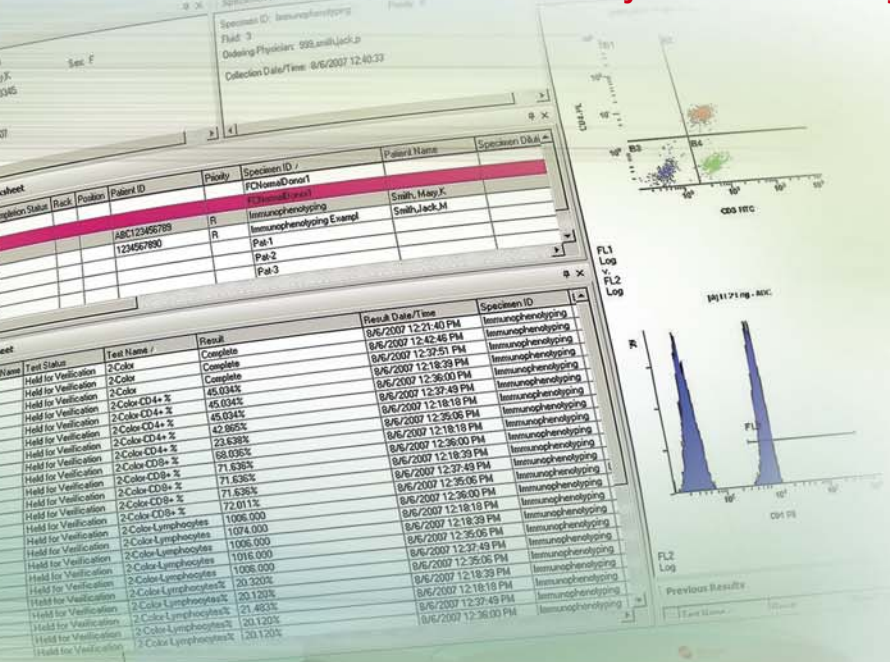 Specimen ID: Immunophenotyping
Fluid: 3
Ordering Physician: 999,smith,jack,p
Collection Date/Time: 8/6/2007 12:40:33
Sex: F
Completion Status Rack Position Patient ID Priority Specimen ID / Patient Name
FCNormalDonor1
FCNormalDonor1
ABC123456789 R Immunophenotyping Smith, Mary,K
1234567890 R Immunophenotyping Exampl Smith,Jack,M
Pat-1
Pat-2
Pat-3
Name Test Status Test Name / Result Result Date/Time Specimen ID
Held for Verification 2-Color Complete 8/6/2007 12:21:40 PM Immunophenotyping
Held for Verification 2-Color Complete 8/6/2007 12:42:46 PM Immunophenotyping
Held for Verification 2-Color Complete 8/6/2007 12:37:51 PM Immunophenotyping
Held for Verification 2-Color-CD4+ % 45.034% 8/6/2007 12:18:39 PM Immunophenotyping
Held for Verification 2-Color-CD4+ % 45.034% 8/6/2007 12:36:00 PM Immunophenotyping
Held for Verification 2-Color-CD4+ % 45.034% 8/6/2007 12:37:49 PM Immunophenotyping
Held for Verification 2-Color-CD4+ % 42.865% 8/6/2007 12:18:18 PM Immunophenotyping
Held for Verification 2-Color-CD8+ % 23.638% 8/6/2007 12:35:06 PM Immunophenotyping
Held for Verification 2-Color-CD8+ % 68.036% 8/6/2007 12:18:18 PM Immunophenotyping
Held for Verification 2-Color-CD8+ % 71.636% 8/6/2007 12:36:00 PM Immunophenotyping
Held for Verification 2-Color-CD8+ % 71.636% 8/6/2007 12:18:39 PM Immunophenotyping
Held for Verification 2-Color-CD8+ % 71.636% 8/6/2007 12:37:49 PM Immunophenotyping
Held for Verification 72.011% 8/6/2007 12:35:06 PM Immunophenotyping
Held for Verification 2-Color-Lymphocytes 1006.000 8/6/2007 12:36:00 PM Immunophenotyping
Held for Verification 2-Color-Lymphocytes 1074.000 8/6/2007 12:18:18 PM Immunophenotyping
Held for Verification 2-Color-Lymphocytes 1006.000 8/6/2007 12:18:39 PM Immunophenotyping
Held for Verification 2-Color-Lymphocytes 1016.000 8/6/2007 12:35:06 PM Immunophenotyping
Held for Verification 2-Color-Lymphocytes 1006.000 8/6/2007 12:37:49 PM Immunophenotyping
Held for Verification 2-Color-Lymphocytes% 20.320% 8/6/2007 12:35:06 PM Immunophenotyping
Held for Verification 2-Color-Lymphocytes% 20.120% 8/6/2007 12:18:39 PM Immunophenotyping
Held for Verification 2-Color-Lymphocytes% 21.483% 8/6/2007 12:18:18 PM Immunophenotyping
Held for Verification 2-Color-Lymphocytes% 20.120% 8/6/2007 12:37:49 PM Immunophenotyping
Held for Verification 2-Color-Lymphocytes% 20.120% 8/6/2007 12:36:00 PM Immunophenotyping
B3
B4
CD3 FITC
FL1
Log
v.
FL2
Log
FL2
Log
Previous Results